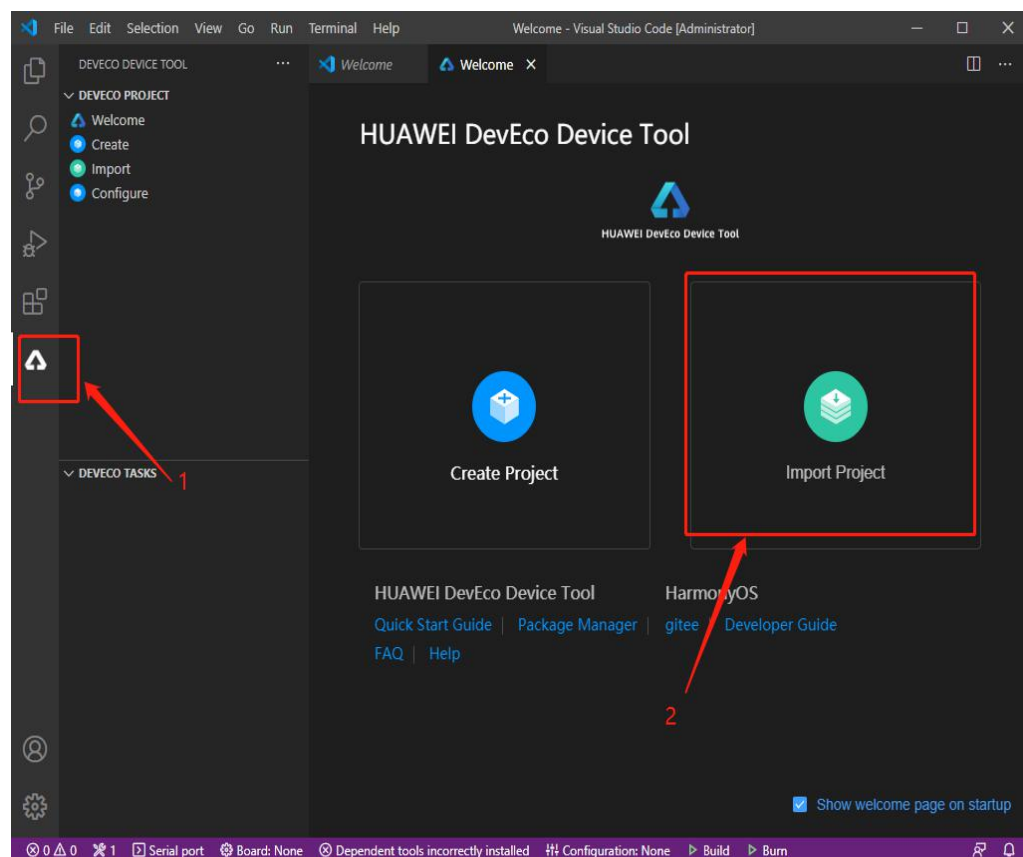 File Edit Selection View Go Run Terminal Help Welcome - Visual Studio Code [Administrator]
DEVECO DEVICE TOOL ...
Welcome Welcome
DEVECO PROJECT
Welcome
Create
Import
Configure
HUAWEI DevEco Device Tool
HUAWEI DevEco Device Tool
Create Project
Import Project
DEVECO TASKS
1
HUAWEI DevEco Device Tool HarmonyOS
Quick Start Guide | Package Manager | gitee | Developer Guide
FAQ | Help
2
Show welcome page on startup
0 0 1 Serial port Board: None Dependent tools incorrectly installed Configuration: None Build Burn